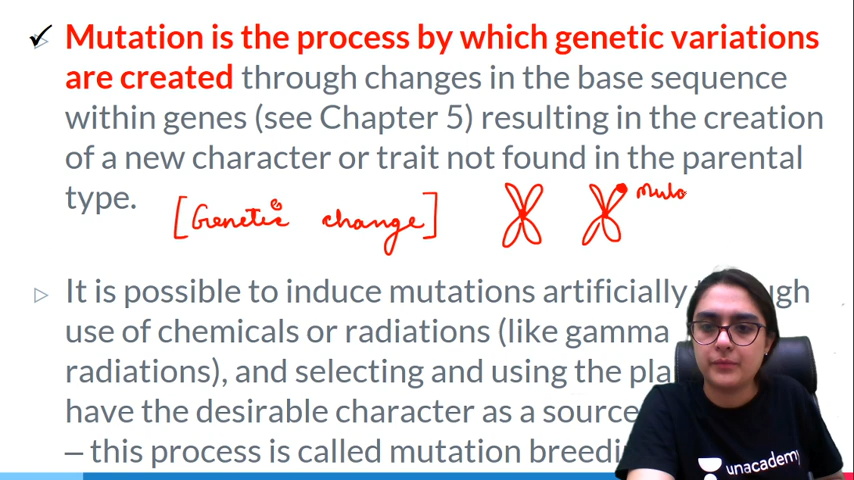 Mutation is the process by which genetic variations
are created through changes in the base sequence
within genes (see Chapter 5) resulting in the creation
of a new character or trait not found in the parental
type.
[Genetic change]
Muta
It is possible to induce mutations artificially
use of chemicals or radiations (like gamma
radiations), and selecting and using the
have the desirable character as a source
– this process is called mutation
unacademy